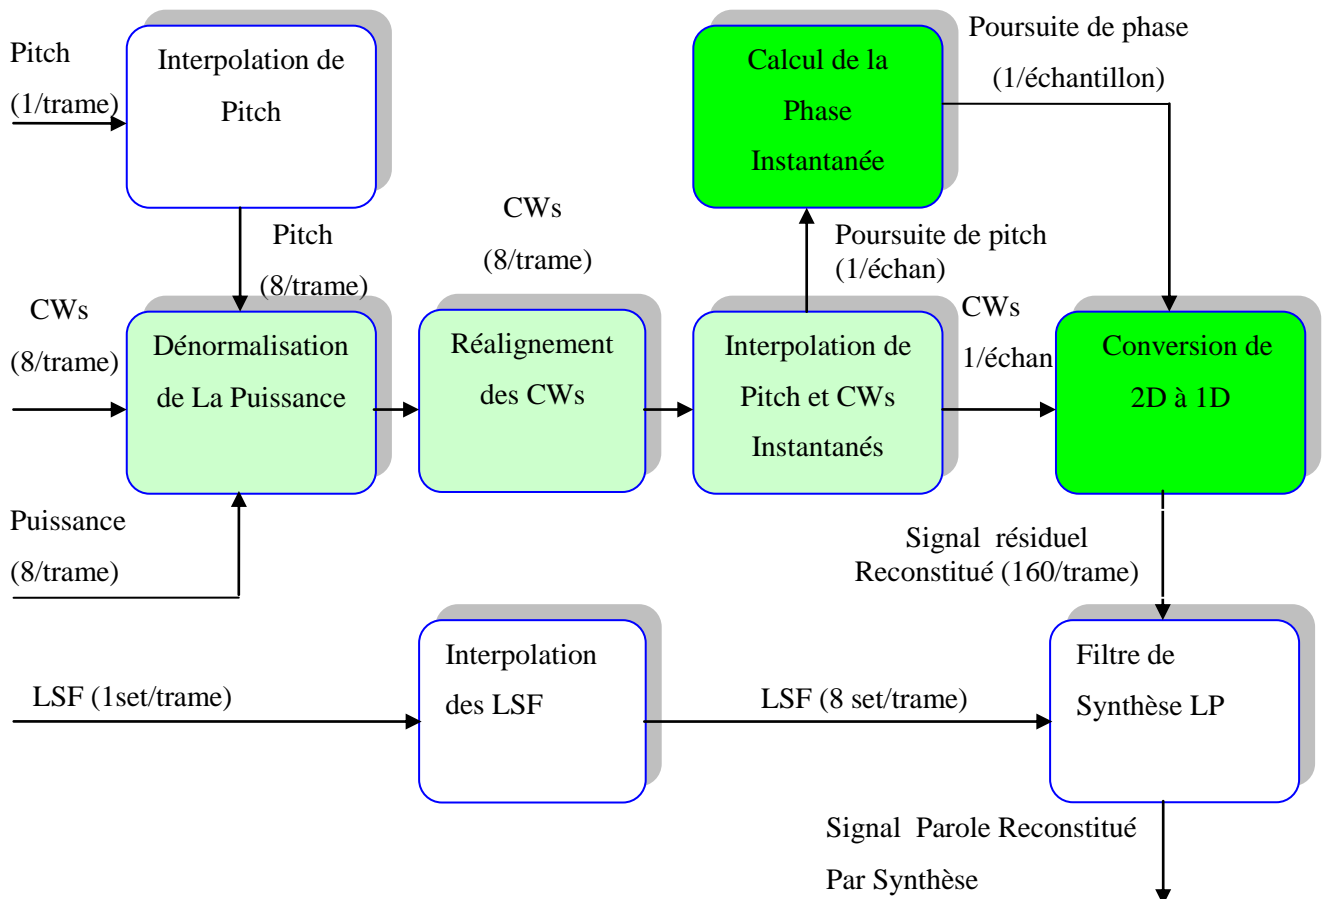 Pitch
(1/trame)
Interpolation de
Pitch
Calcul de la
Phase
Instantanée
Poursuite de phase
(1/échantillon)
Pitch
(8/trame)
CWs
(8/trame)
Poursuite de pitch
(1/échan)
CWs
(8/trame)
Dénormalisation
de La Puissance
Réalignement
des CWs
Interpolation de
Pitch et CWs
Instantanés
CWs
1/échan
Conversion de
2D à 1D
Puissance
(8/trame)
Signal résiduel
Reconstitué (160/trame)
LSF (1set/trame)
Interpolation
des LSF
LSF (8 set/trame)
Filtre de
Synthèse LP
Signal Parole Reconstitué
Par Synthèse